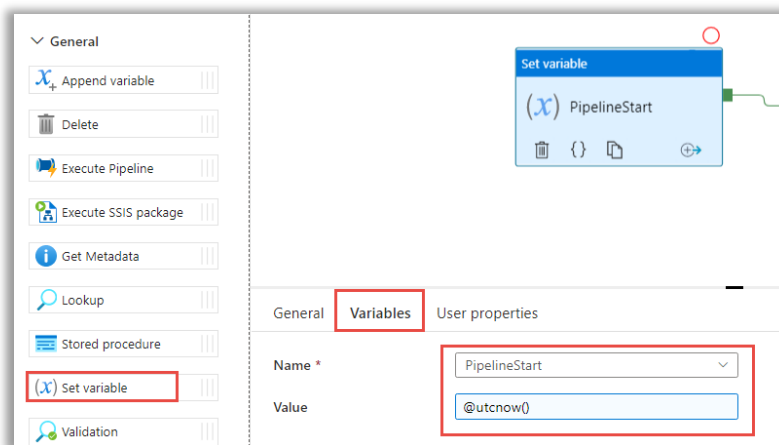 General
Append variable
Delete
Execute Pipeline
Execute SSIS package
Get Metadata
Lookup
Stored procedure
(x) Set variable
Validation
Set variable
(x) PipelineStart
{}
General Variables User properties
Name * PipelineStart
Value @utcnow()